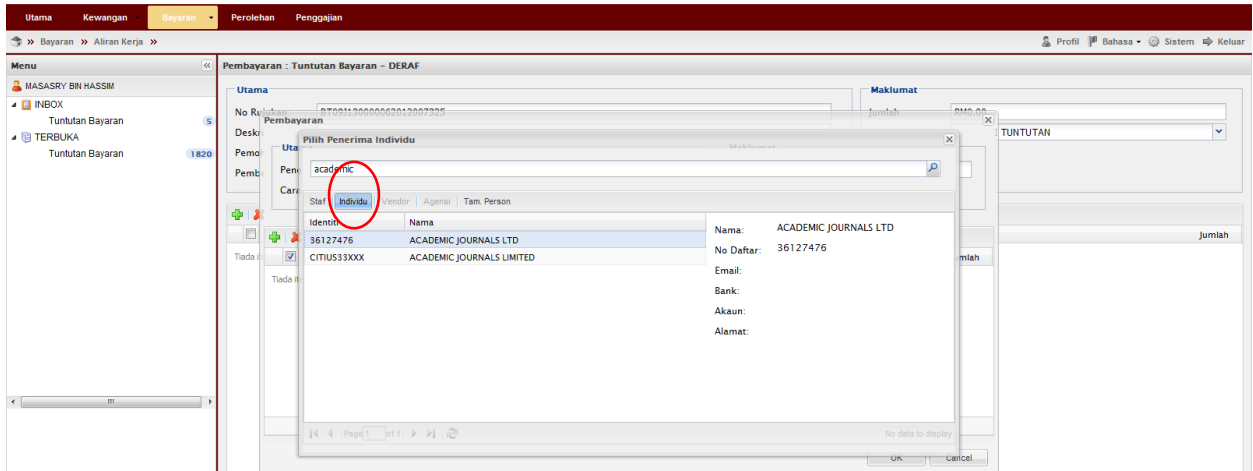 Utama Kewangan Bayaran Perolehan Penggajian
» Bayaran » Aliran Kerja » Profil Bahasa Sistem Keluar
Menu
MASASRY BIN HASSIM
INBOX
Tuntutan Bayaran 5
TERBUKA
Tuntutan Bayaran 1820
Pembayaran : Tuntutan Bayaran - DERAF
Utama Maklumat
No Rujukan: Jumlah: RM0.00
TUNTUTAN
Pembayaran
Pilih Penerima Individu
academic
Staf Individu Vendor Agensi Tam. Person
Identiti Nama
36127476 ACADEMIC JOURNALS LTD
CITIUS33XXX ACADEMIC JOURNALS LIMITED
Nama: ACADEMIC JOURNALS LTD
No Daftar: 36127476
Email:
Bank:
Akaun:
Alamat:
Jumlah
Page 1 of 1 No data to display
OK Cancel